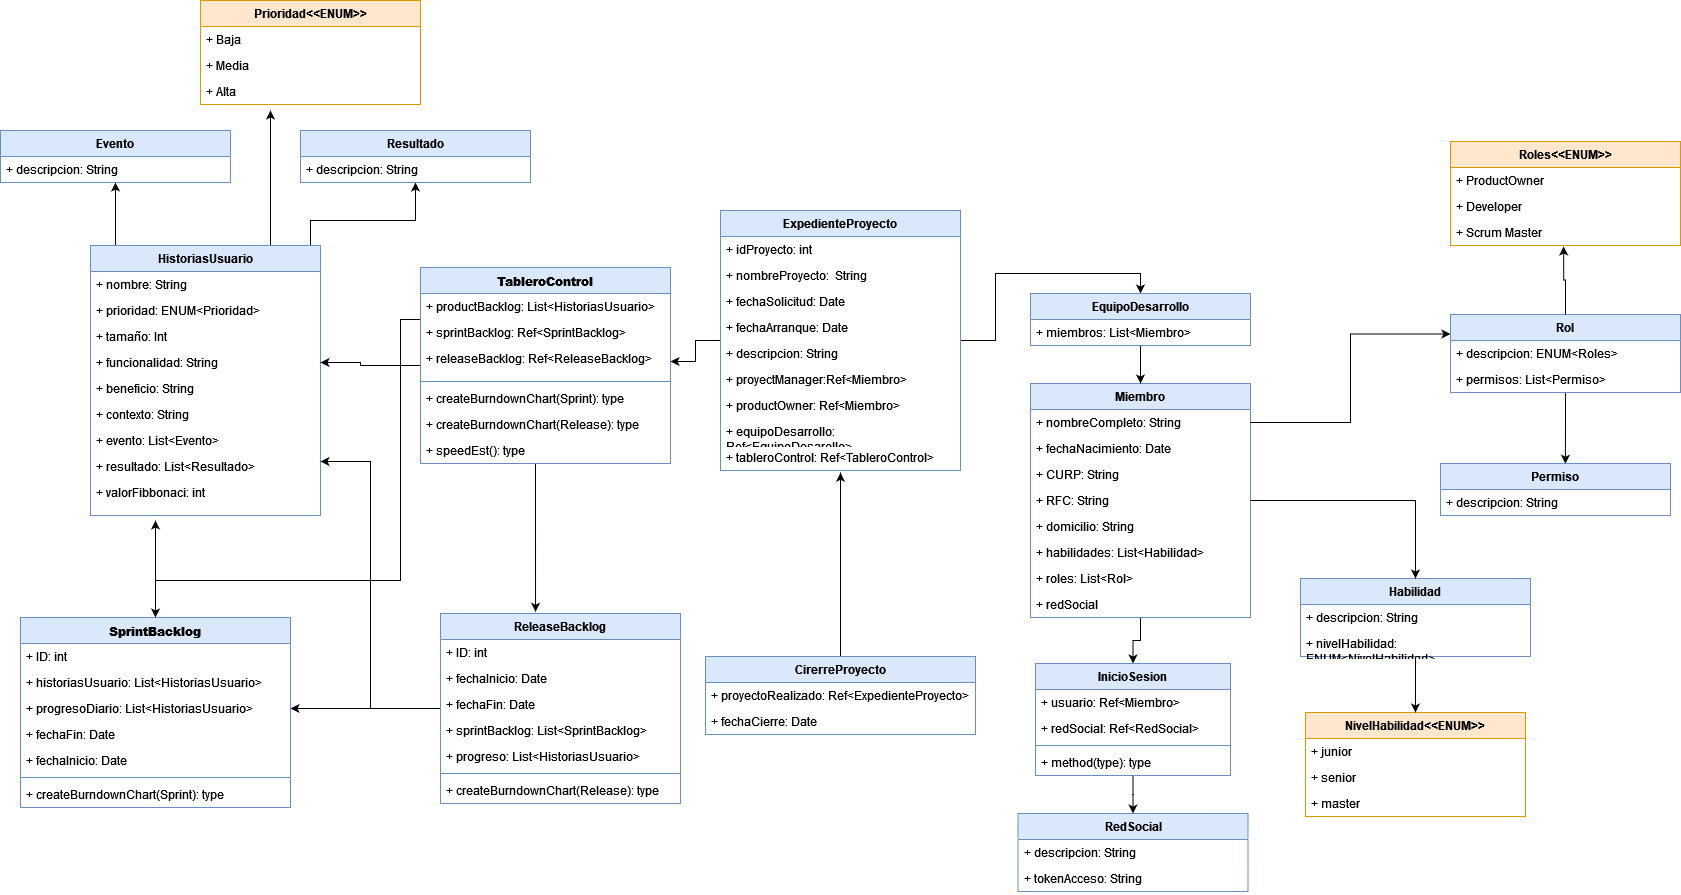 Prioridad<<ENUM>>
+ Baja
+ Media
+ Alta
Evento
+ descripcion: String
Resultado
+ descripcion: String
HistoriasUsuario
+ nombre: String
+ prioridad: ENUM<Prioridad>
+ tamaño: Int
+ funcionalidad: String
+ beneficio: String
+ contexto: String
+ evento: List<Evento>
+ resultado: List<Resultado>
+ valorFibbonaci: int
TableroControl
+ productBacklog: List<HistoriasUsuario>
+ sprintBacklog: Ref<SprintBacklog>
+ releaseBacklog: Ref<ReleaseBacklog>
+ createBurndownChart(Sprint): type
+ createBurndownChart(Release): type
+ speedEst(): type
SprintBacklog
+ ID: int
+ historiasUsuario: List<HistoriasUsuario>
+ progresoDiario: List<HistoriasUsuario>
+ fechaFin: Date
+ fechaInicio: Date
+ createBurndownChart(Sprint): type
ReleaseBacklog
+ ID: int
+ fechaInicio: Date
+ fechaFin: Date
+ sprintBacklog: List<SprintBacklog>
+ progreso: List<HistoriasUsuario>
+ createBurndownChart(Release): type
ExpedienteProyecto
+ idProyecto: int
+ nombreProyecto: String
+ fechaSolicitud: Date
+ fechaArranque: Date
+ descripcion: String
+ proyectManager:Ref<Miembro>
+ productOwner: Ref<Miembro>
+ equipoDesarrollo:
Ref<EquipoDesarollo>
+ tableroControl: Ref<TableroControl>
CirerreProyecto
+ proyectoRealizado: Ref<ExpedienteProyecto>
+ fechaCierre: Date
EquipoDesarrollo
+ miembros: List<Miembro>
Miembro
+ nombreCompleto: String
+ fechaNacimiento: Date
+ CURP: String
+ RFC: String
+ domicilio: String
+ habilidades: List<Habilidad>
+ roles: List<Rol>
+ redSocial
InicioSesion
+ usuario: Ref<Miembro>
+ redSocial: Ref<RedSocial>
+ method(type): type
RedSocial
+ descripcion: String
+ tokenAcceso: String
Roles<<ENUM>>
+ ProductOwner
+ Developer
+ Scrum Master
Rol
+ descripcion: ENUM<Roles>
+ permisos: List<Permiso>
Permiso
+ descripcion: String
Habilidad
+ descripcion: String
+ nivelHabilidad:
ENUM<NivelHabilidad>
NivelHabilidad<<ENUM>>
+ junior
+ senior
+ master